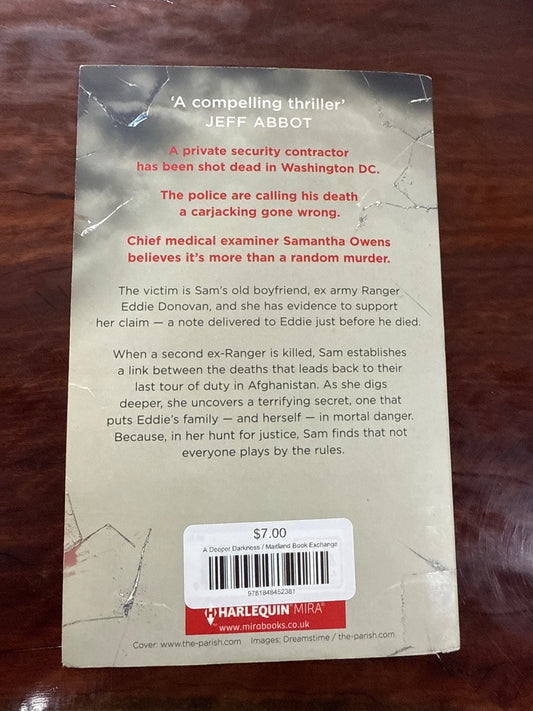 ‘A compelling thriller’
JEFF ABBOT
A private security contractor
has been shot dead in Washington DC.
The police are calling his death
a carjacking gone wrong.
Chief medical examiner Samantha Owens
believes it’s more than a random murder.
The victim is Sam’s old boyfriend, ex army Ranger
Eddie Donovan, and she has evidence to support
her claim — a note delivered to Eddie just before he died.
When a second ex-Ranger is killed, Sam establishes
a link between the deaths that leads back to their
last tour of duty in Afghanistan. As she digs
deeper, she uncovers a terrifying secret, one that
puts Eddie’s family — and herself — in mortal danger.
Because, in her hunt for justice, Sam finds that not
everyone plays by the rules.
$7.00
A Deeper Darkness / Maitland Book Exchange
9781848452381
HARLEQUIN MIRA®
www.mirabooks.co.uk
Cover: www.the-parish.com   Images: Dreamstime / the-parish.com